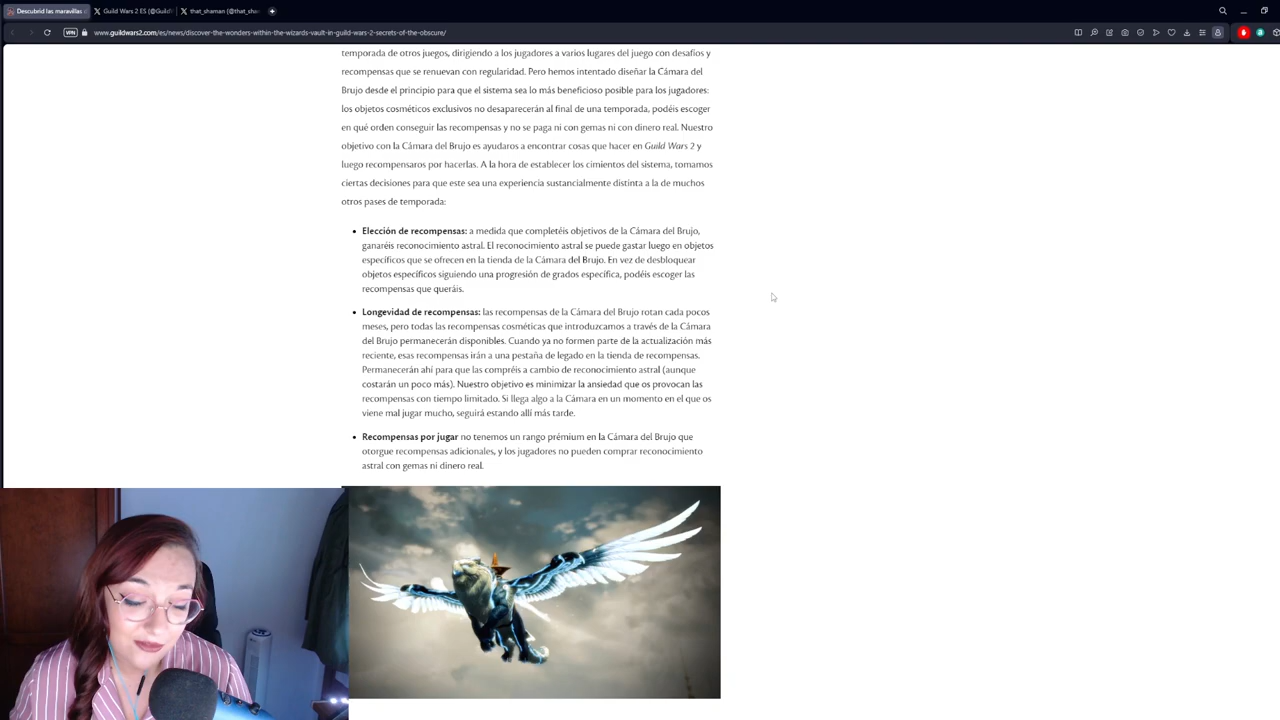 Descubrid las maravillas
Guild Wars 2 ES (@Guild
that_shaman (@that_sha
VPN
www.guildwars2.com/es/news/discover-the-wonders-within-the-wizards-vault-in-guild-wars-2-secrets-of-the-obscure/
temporada de otros juegos, dirigiendo a los jugadores a varios lugares del juego con desafíos y
recompensas que se renuevan con regularidad. Pero hemos intentado diseñar la Cámara del
Brujo desde el principio para que el sistema sea lo más beneficioso posible para los jugadores:
los objetos cosméticos exclusivos no desaparecerán al final de una temporada, podéis escoger
en qué orden conseguir las recompensas y no se paga ni con gemas ni con dinero real. Nuestro
objetivo con la Cámara del Brujo es ayudaros a encontrar cosas que hacer en Guild Wars 2 y
luego recompensaros por hacerlas. A la hora de establecer los cimientos del sistema, tomamos
ciertas decisiones para que este sea una experiencia sustancialmente distinta a la de muchos
otros pases de temporada:
• Elección de recompensas: a medida que completéis objetivos de la Cámara del Brujo,
ganaréis reconocimiento astral. El reconocimiento astral se puede gastar luego en objetos
específicos que se ofrecen en la tienda de la Cámara del Brujo. En vez de desbloquear
objetos específicos siguiendo una progresión de grados específica, podéis escoger las
recompensas que queráis.
• Longevidad de recompensas: las recompensas de la Cámara del Brujo rotan cada pocos
meses, pero todas las recompensas cosméticas que introduzcamos a través de la Cámara
del Brujo permanecerán disponibles. Cuando ya no formen parte de la actualización más
reciente, esas recompensas irán a una pestaña de legado en la tienda de recompensas.
Permanecerán ahí para que las compréis a cambio de reconocimiento astral (aunque
costarán un poco más). Nuestro objetivo es minimizar la ansiedad que os provocan las
recompensas con tiempo limitado. Si llega algo a la Cámara en un momento en el que os
viene mal jugar mucho, seguirá estando allí más tarde.
• Recompensas por jugar no tenemos un rango prémium en la Cámara del Brujo que
otorgue recompensas adicionales, y los jugadores no pueden comprar reconocimiento
astral con gemas ni dinero real.